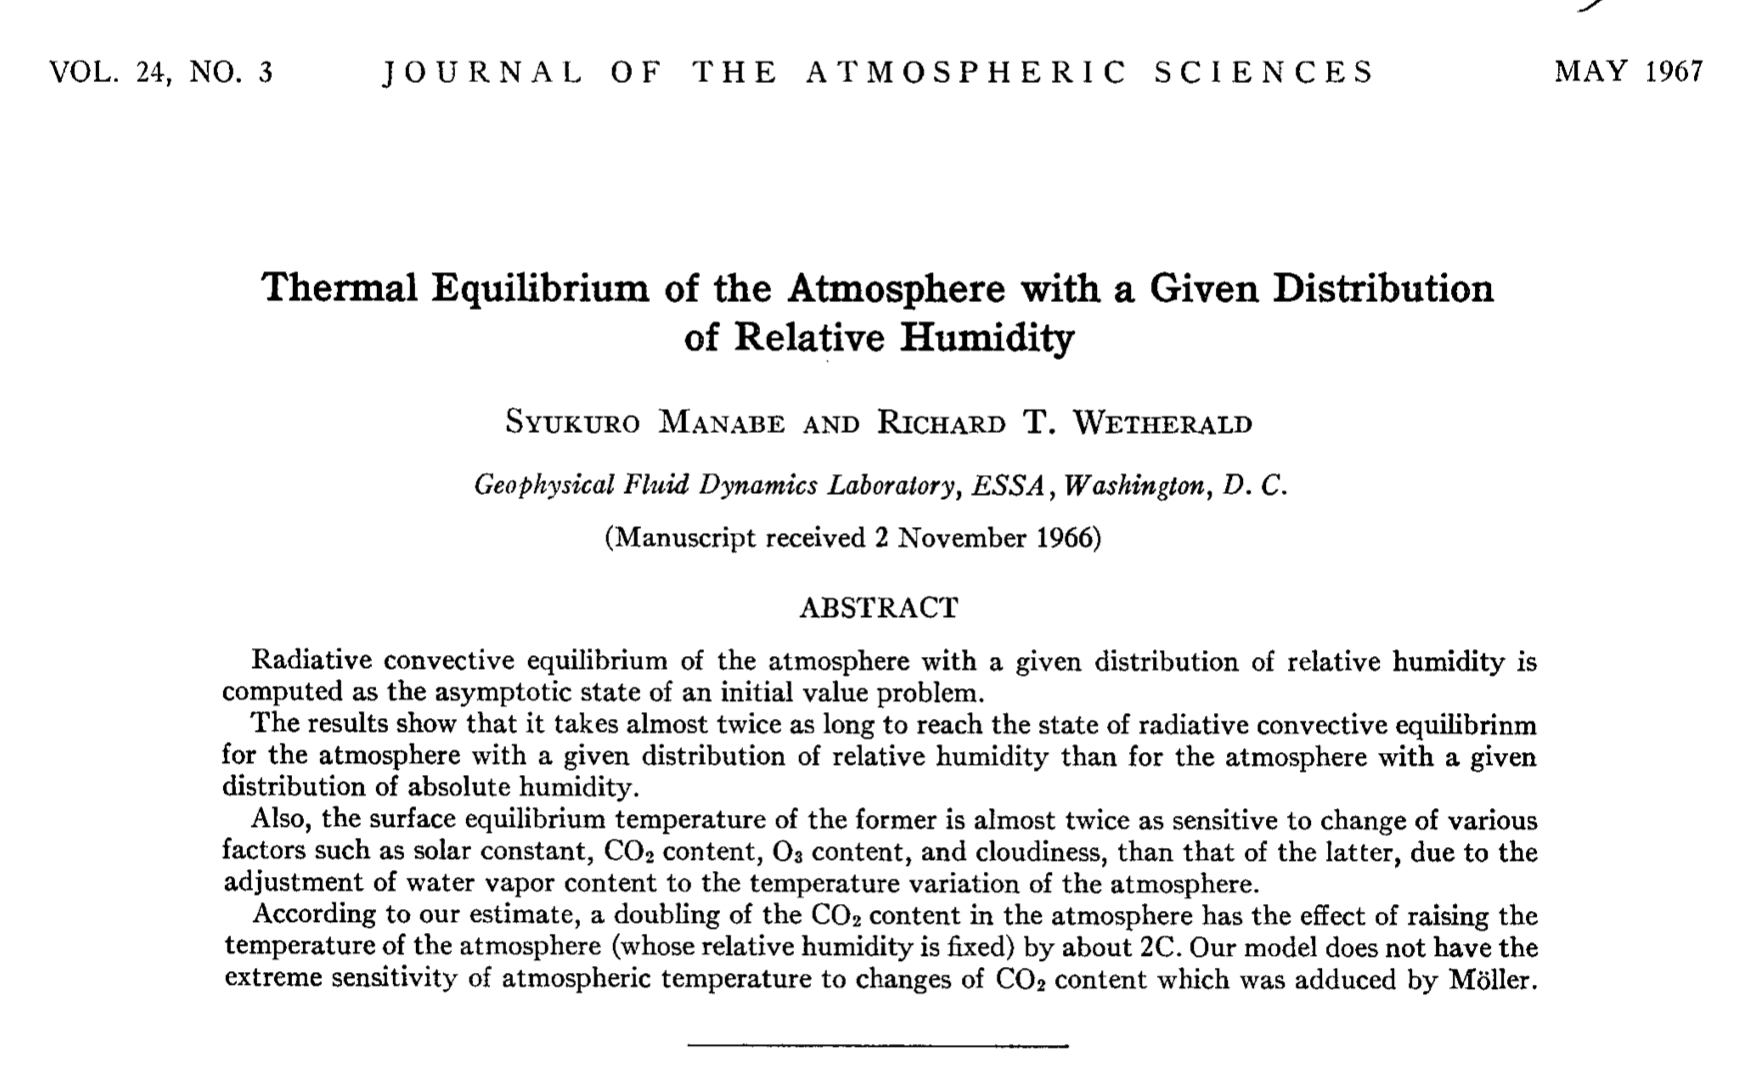 VOL. 24, NO. 3 JOURNAL OF THE ATMOSPHERIC SCIENCES MAY 1967
Thermal Equilibrium of the Atmosphere with a Given Distribution
of Relative Humidity
SYUKURO MANABE AND RICHARD T. WETHERALD
Geophysical Fluid Dynamics Laboratory, ESSA, Washington, D. C.
(Manuscript received 2 November 1966)
ABSTRACT
Radiative convective equilibrium of the atmosphere with a given distribution of relative humidity is
computed as the asymptotic state of an initial value problem.
The results show that it takes almost twice as long to reach the state of radiative convective equilibrinm
for the atmosphere with a given distribution of relative humidity than for the atmosphere with a given
distribution of absolute humidity.
Also, the surface equilibrium temperature of the former is almost twice as sensitive to change of various
factors such as solar constant, CO₂ content, O₃ content, and cloudiness, than that of the latter, due to the
adjustment of water vapor content to the temperature variation of the atmosphere.
According to our estimate, a doubling of the CO₂ content in the atmosphere has the effect of raising the
temperature of the atmosphere (whose relative humidity is fixed) by about 2C. Our model does not have the
extreme sensitivity of atmospheric temperature to changes of CO₂ content which was adduced by Möller.